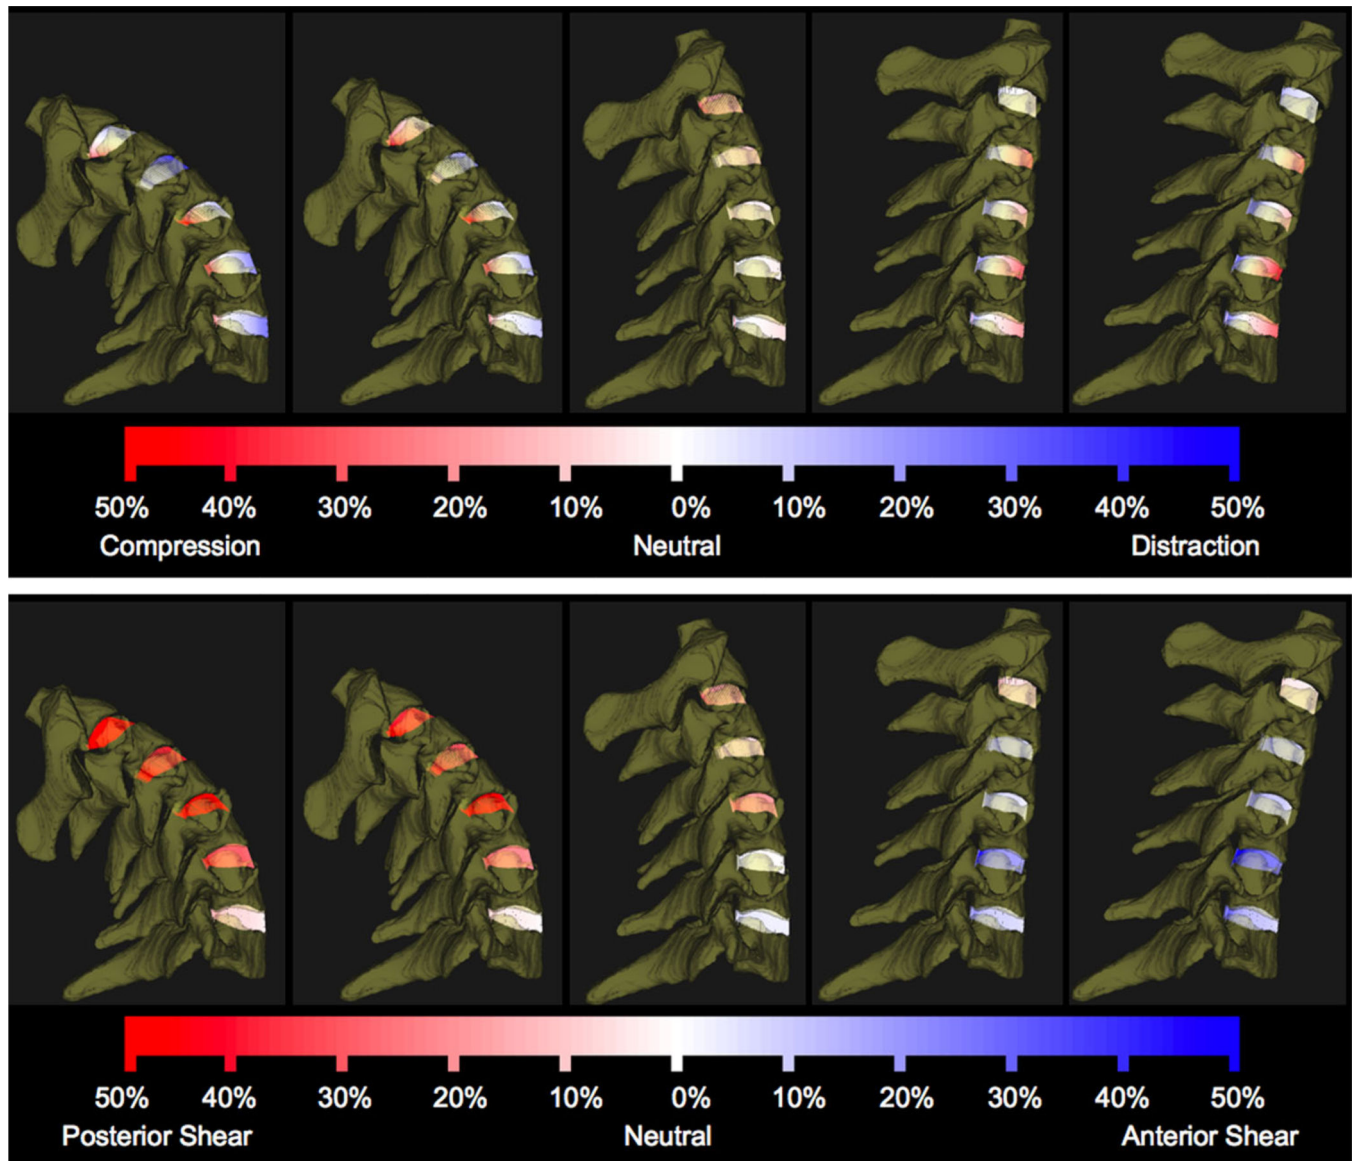 50% 40% 30% 20% 10% 0% 10% 20% 30% 40% 50%
Compression Neutral Distraction
50% 40% 30% 20% 10% 0% 10% 20% 30% 40% 50%
Posterior Shear Neutral Anterior Shear